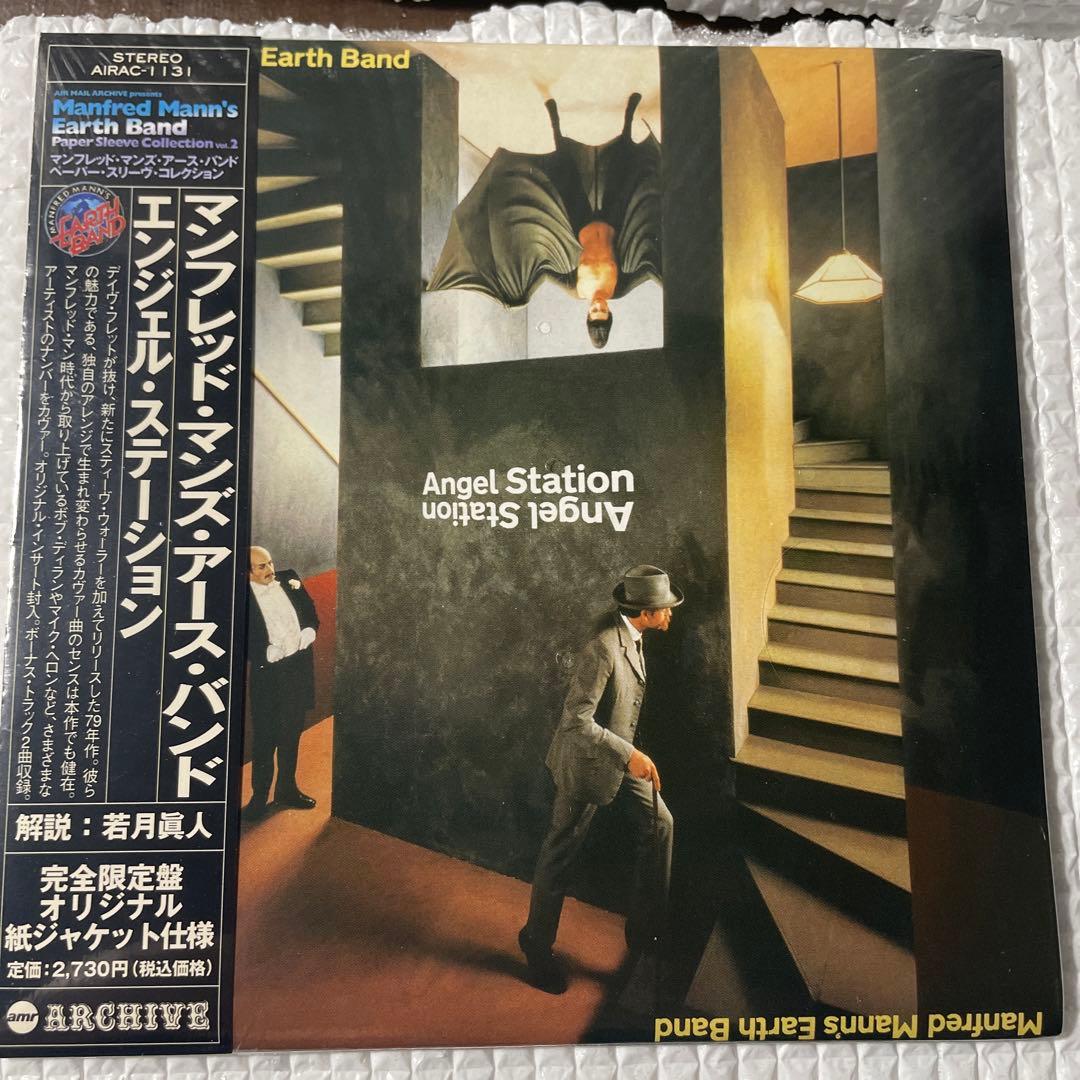 STEREO
AIRAC-1131
AIR MAIL ARCHIVE presents
Manfred Mann's
Earth Band
Paper Sleeve Collection Vol.2
マンフレッド・マンズ・アース・バンド
ペーパー・スリーヴ・コレクション
MANFRED MANN'S
EARTH
BAND
マンフレッド・マンズ・アース・バンド
エンジェル・ステーション
デイヴ・フレットが抜け、新たにスティーヴ・ウォーラーを加えてリリースした79年作。彼ら
の魅力である、独自のアレンジで生まれ変わらせるカヴァー曲のセンスは本作でも健在。
マンフレッド・マン時代から取り上げているボブ・ディランやマイク・ヘロンなど、さまざまな
アーティストのナンバーをカヴァー。オリジナル・インサート封入。ボーナス・トラック2曲収録。
解説：若月眞人
完全限定盤
オリジナル
紙ジャケット仕様
定価：2,730円（税込価格）
amr ARCHIVE
Earth Band
Angel Station
Angel Station
Manfred Mann's Earth Band